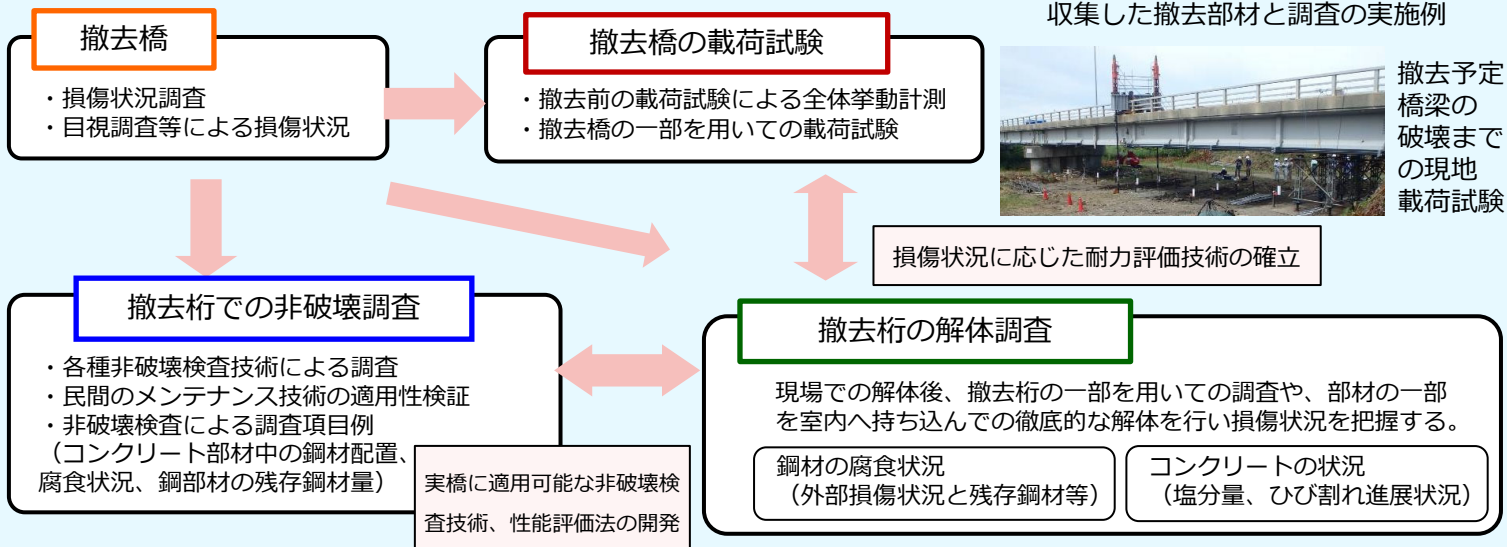 撤去橋
・損傷状況調査
・目視調査等による損傷状況
撤去橋の載荷試験
・撤去前の載荷試験による全体挙動計測
・撤去橋の一部を用いての載荷試験
収集した撤去部材と調査の実施例
撤去予定
橋梁の
破壊まで
の現地
載荷試験
損傷状況に応じた耐力評価技術の確立
撤去桁での非破壊調査
・各種非破壊検査技術による調査
・民間のメンテナンス技術の適用性検証
・非破壊検査による調査項目例
（コンクリート部材中の鋼材配置、
腐食状況、鋼部材の残存鋼材量）
実橋に適用可能な非破壊検
査技術、性能評価法の開発
撤去桁の解体調査
現場での解体後、撤去桁の一部を用いての調査や、部材の一部
を室内へ持ち込んでの徹底的な解体を行い損傷状況を把握する。
鋼材の腐食状況
（外部損傷状況と残存鋼材等）
コンクリートの状況
（塩分量、ひび割れ進展状況）